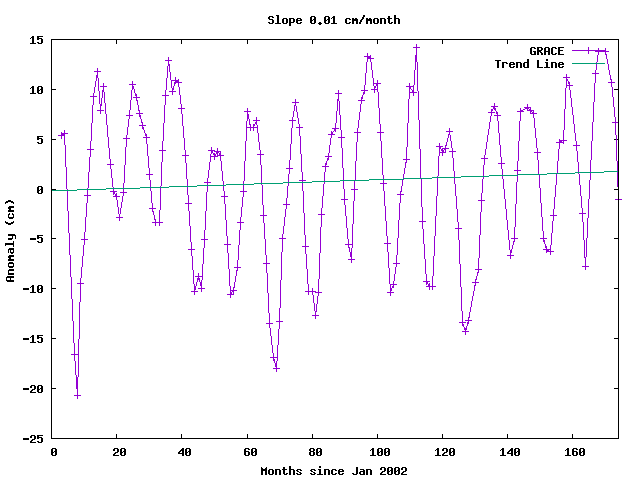 Slope 0.01 cm/month
GRACE
Trend Line
15
10
5
0
-5
-10
-15
-20
-25
Anomaly (cm)
0 20 40 60 80 100 120 140 160
Months since Jan 2002